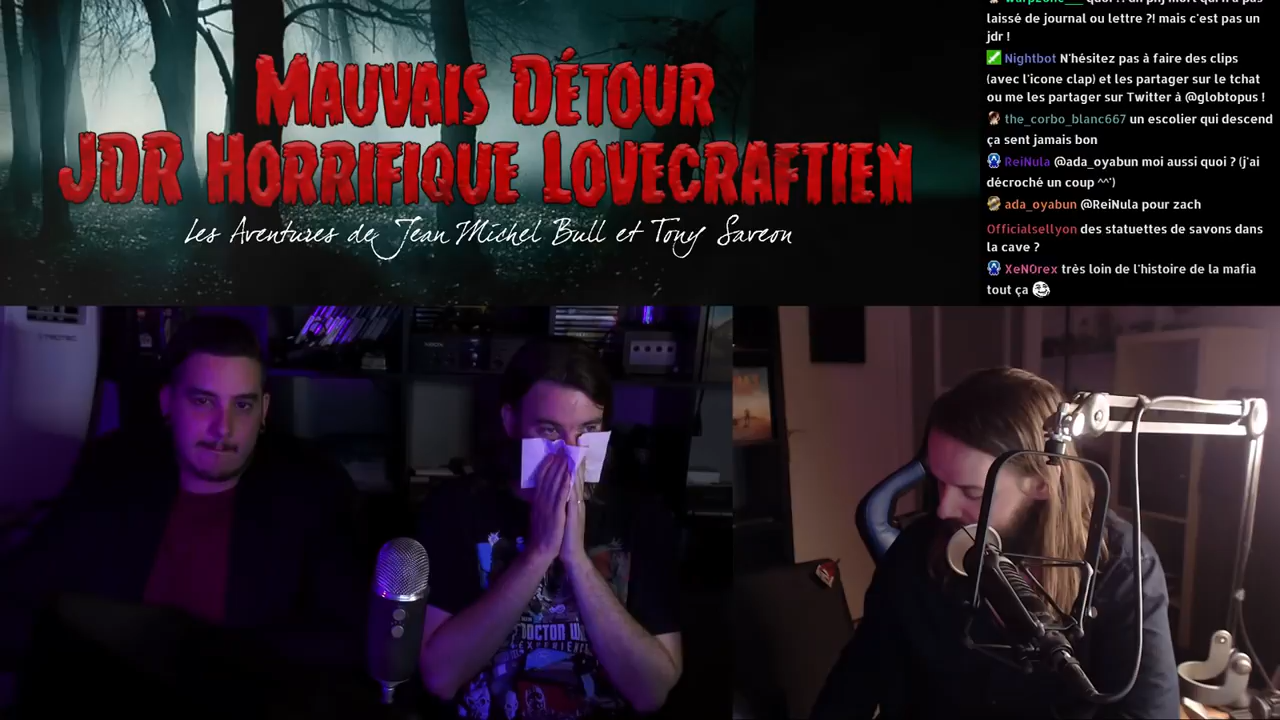 MAUVAIS DÉTOUR
JDR HORRIFIQUE LOVECRAFTIEN
Les Aventures de Jean Michel Bull et Tony Saveon
laissé de journal ou lettre ?! mais c'est pas un
jdr !
Nightbot N'hésitez pas à faire des clips
(avec l'icone clap) et les partager sur le tchat
ou me les partager sur Twitter à @globtopus !
the_corbo_blanc667 un escolier qui descend
ça sent jamais bon
ReiNula @ada_oyabun moi aussi quoi ? (j'ai
décroché un coup ^^')
ada_oyabun @ReiNula pour zach
Officialsellyon des statuettes de savons dans
la cave ?
XeN0rex très loin de l'histoire de la mafia
tout ça
DOCTOR WH
EXPERIENCE